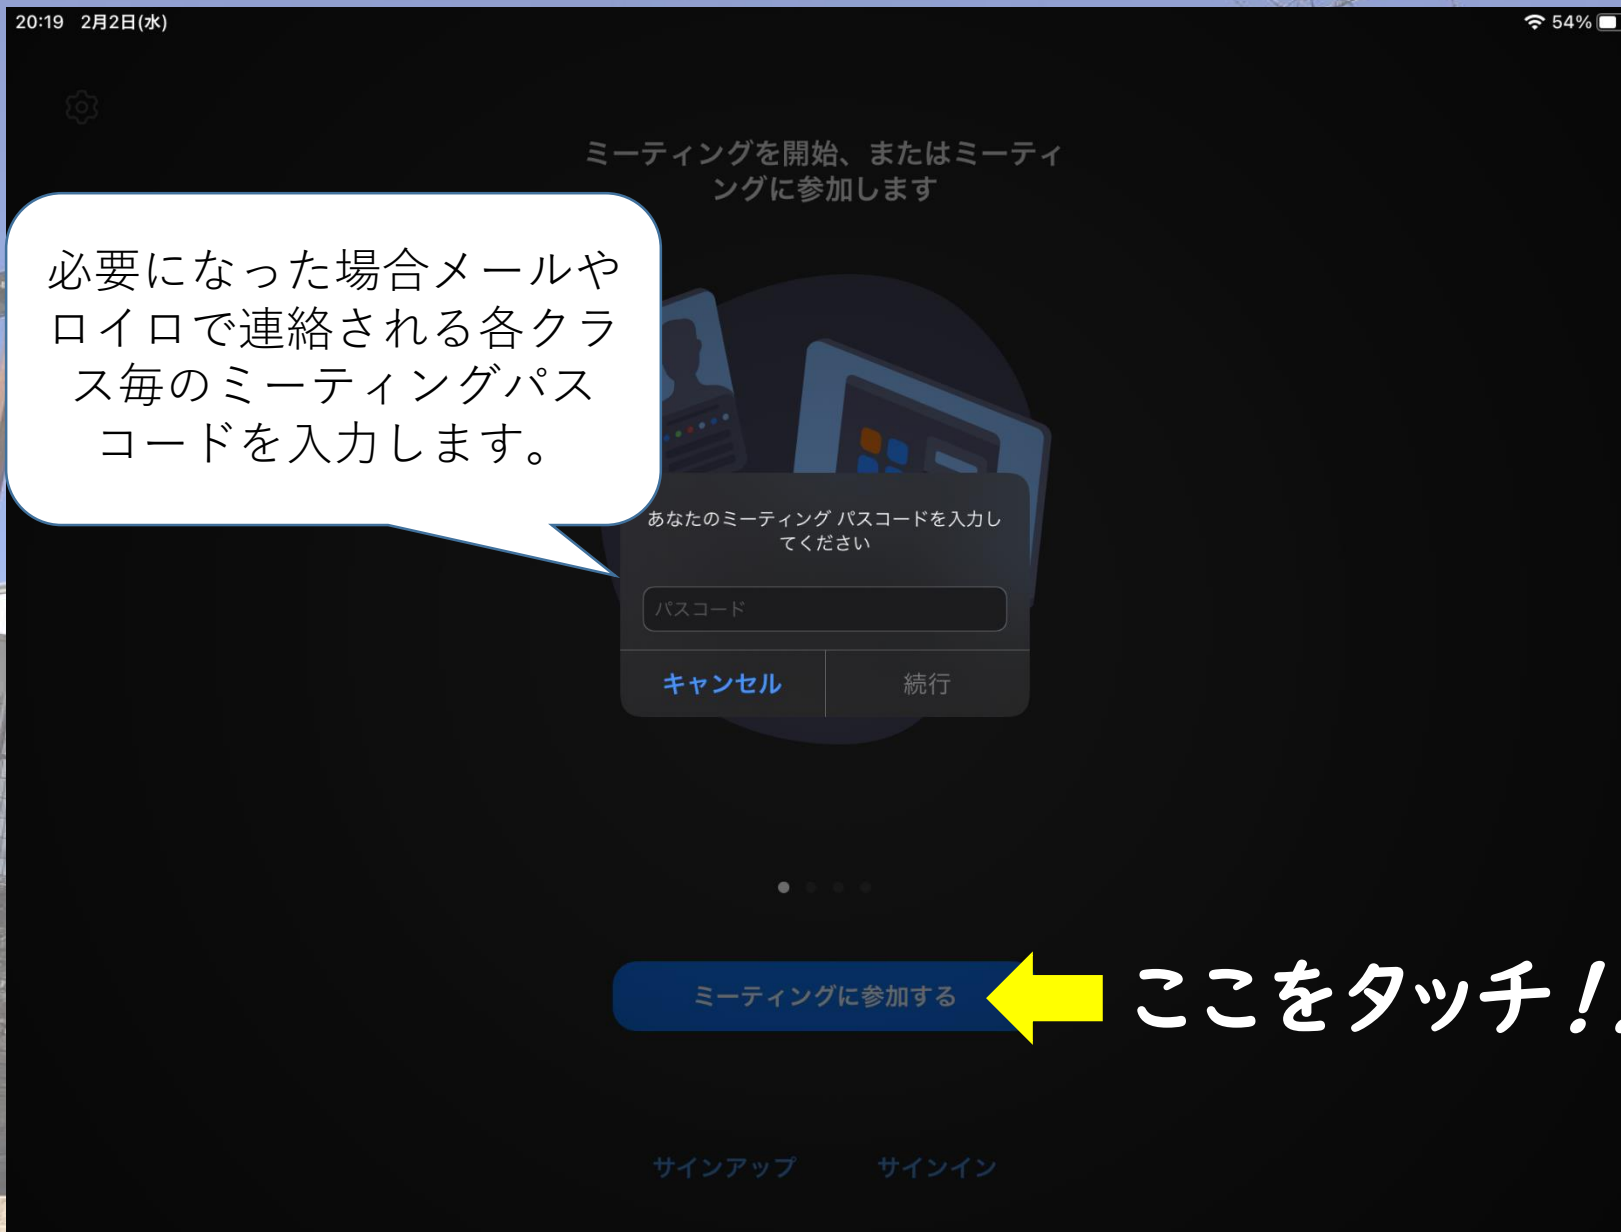 20:19 2月2日(水)
54%
ミーティングを開始、またはミーティ
ングに参加します
必要になった場合メールや
ロイロで連絡される各クラ
ス毎のミーティングパス
コードを入力します。
あなたのミーティング パスコードを入力し
てください
パスコード
キャンセル 続行
ミーティングに参加する
ここをタッチ!!
サインアップ サインイン